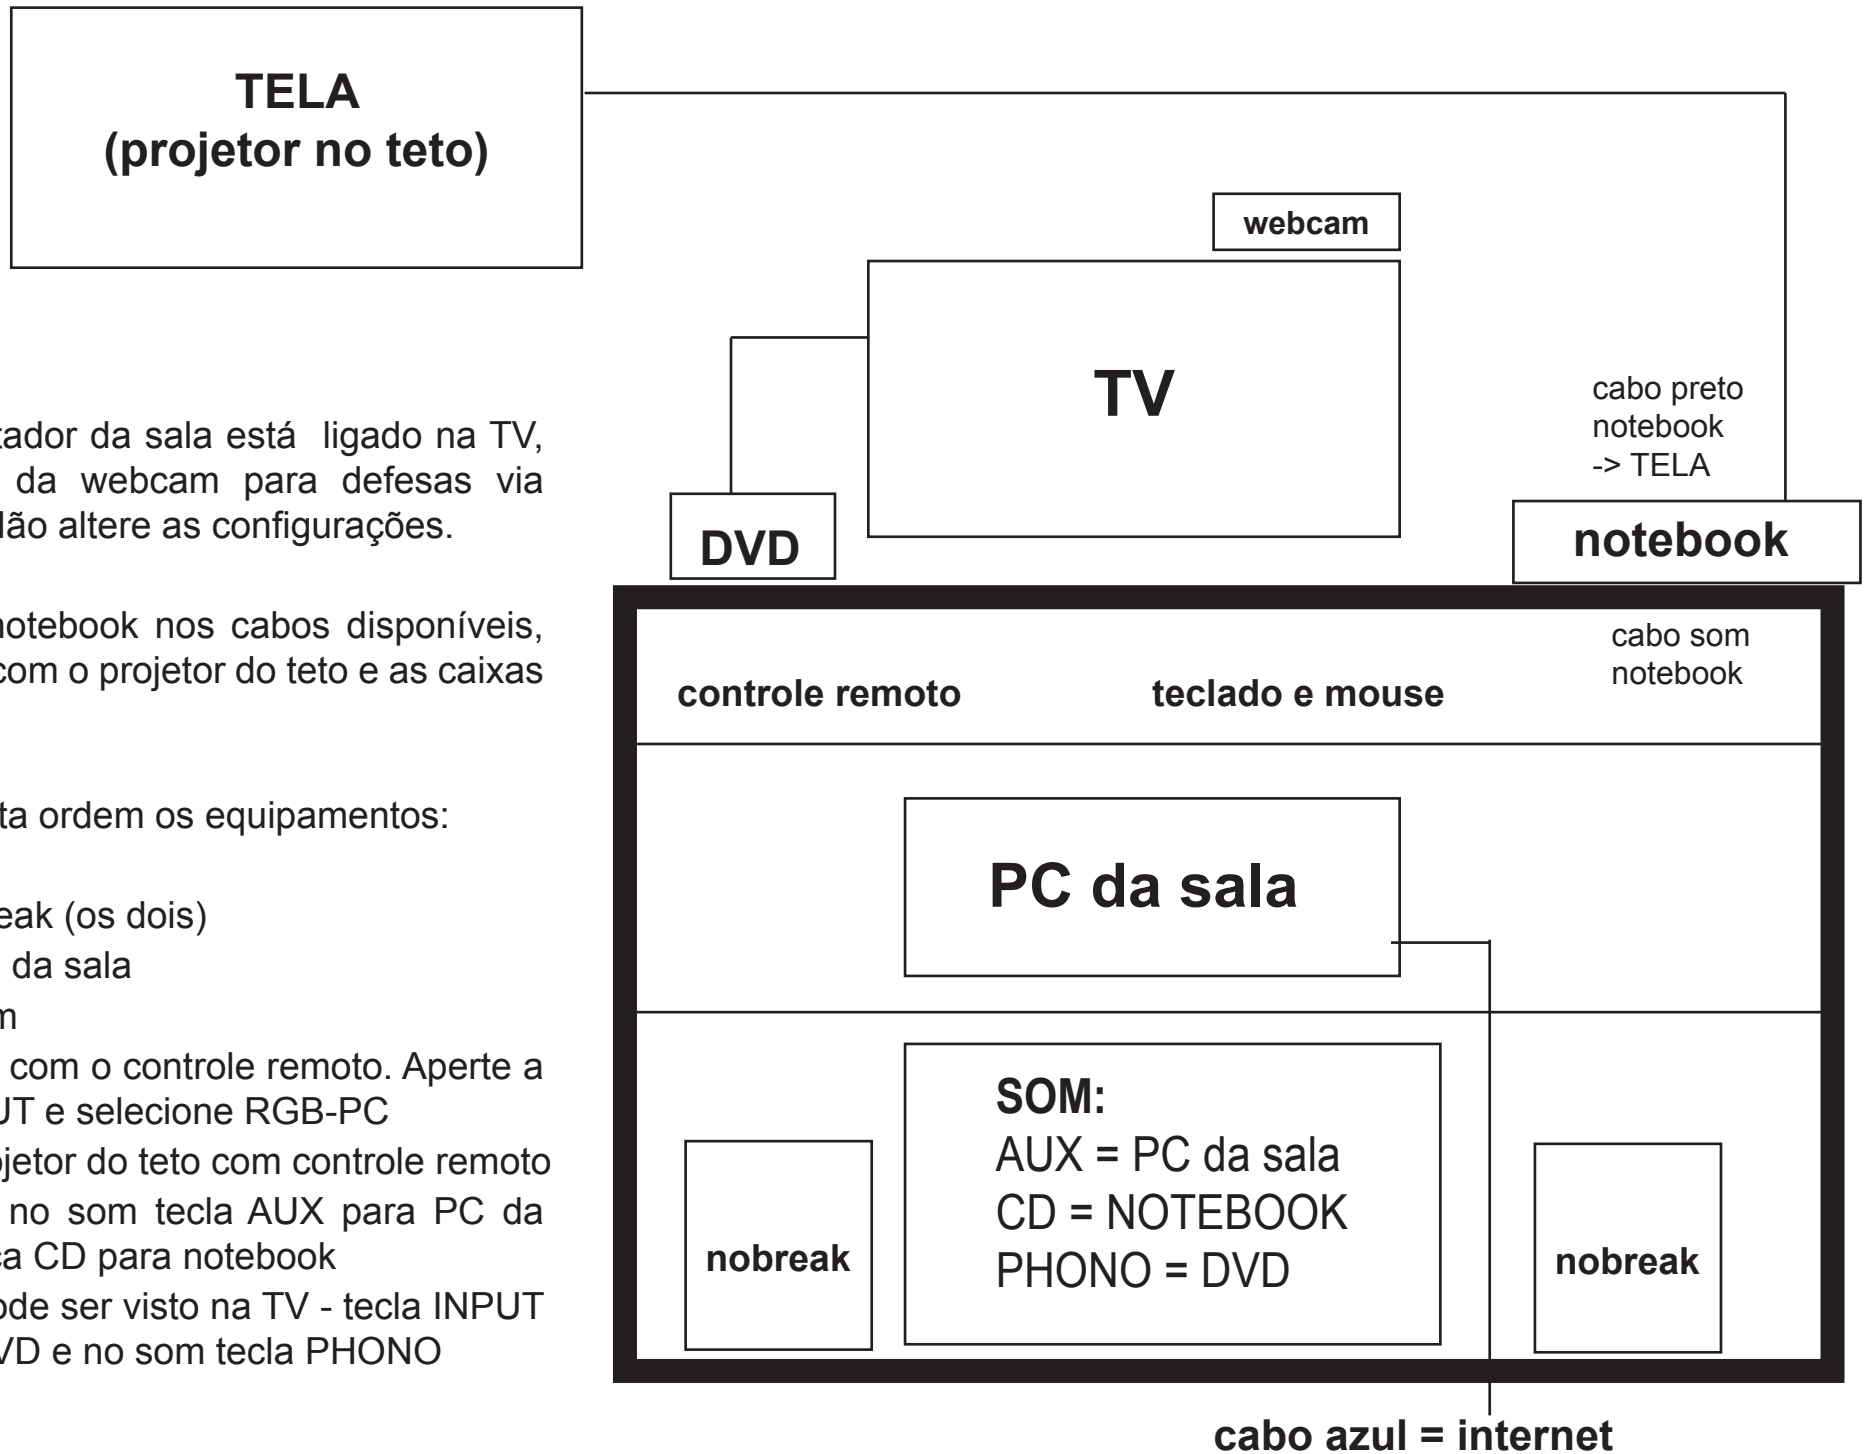 TELA
(projetor no teto)
webcam
TV
cabo preto
notebook
-> TELA
DVD
notebook
tador da sala está ligado na TV,
da webcam para defesas via
ão altere as configurações.
notebook nos cabos disponíveis,
com o projetor do teto e as caixas
ta ordem os equipamentos:
eak (os dois)
da sala
m
com o controle remoto. Aperte a
UT e selecione RGB-PC
ojetor do teto com controle remoto
no som tecla AUX para PC da
ca CD para notebook
ode ser visto na TV - tecla INPUT
VD e no som tecla PHONO
cabo som
notebook
controle remoto
teclado e mouse
PC da sala
SOM:
AUX = PC da sala
CD = NOTEBOOK
PHONO = DVD
nobreak
nobreak
cabo azul = internet